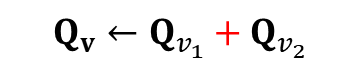 𝐐𝐯 ← 𝐐𝑣₁ + 𝐐𝑣₂